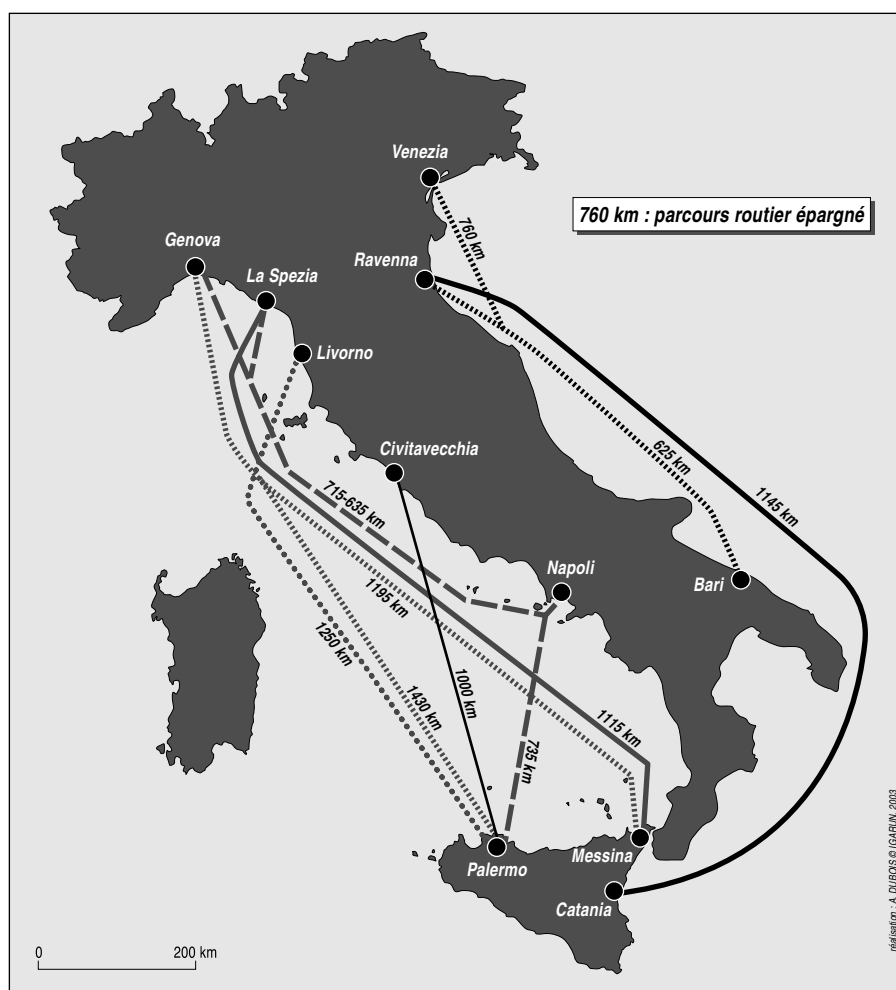 Venezia
760 km : parcours routier épargné
760 km
Genova
Ravenna
La Spezia
Livorno
Civitavecchia
625 km
1145 km
715-635 km
Napoli
Bari
1195 km
1250 km
1430 km
1000 km
735 km
1115 km
Messina
Palermo
Catania
0 200 km
réalisation : A. DUBOIS © IGARUN, 2003